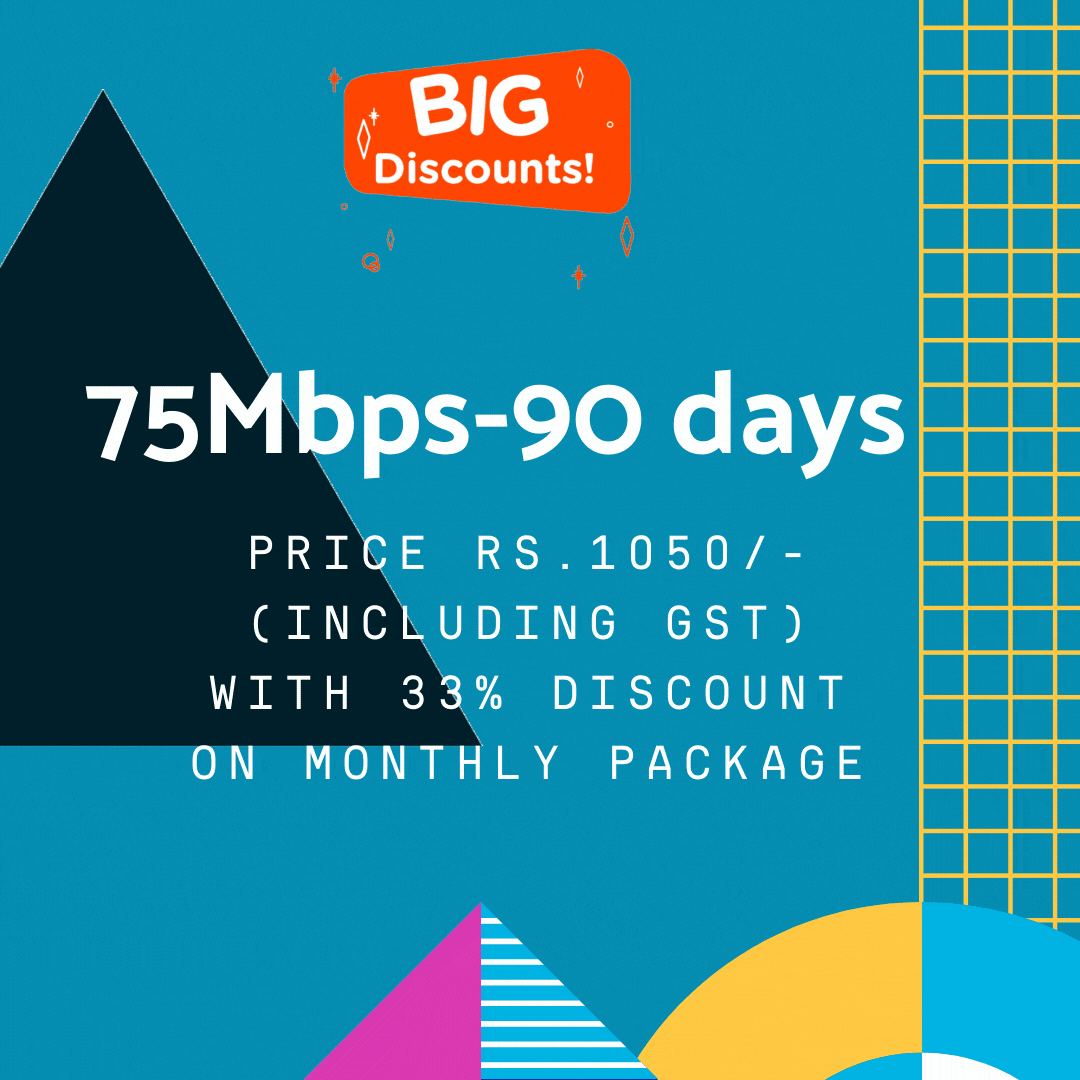 BIG
Discounts!
75Mbps-90 days
PRICE RS.1050/-
(INCLUDING GST)
WITH 33% DISCOUNT
ON MONTHLY PACKAGE